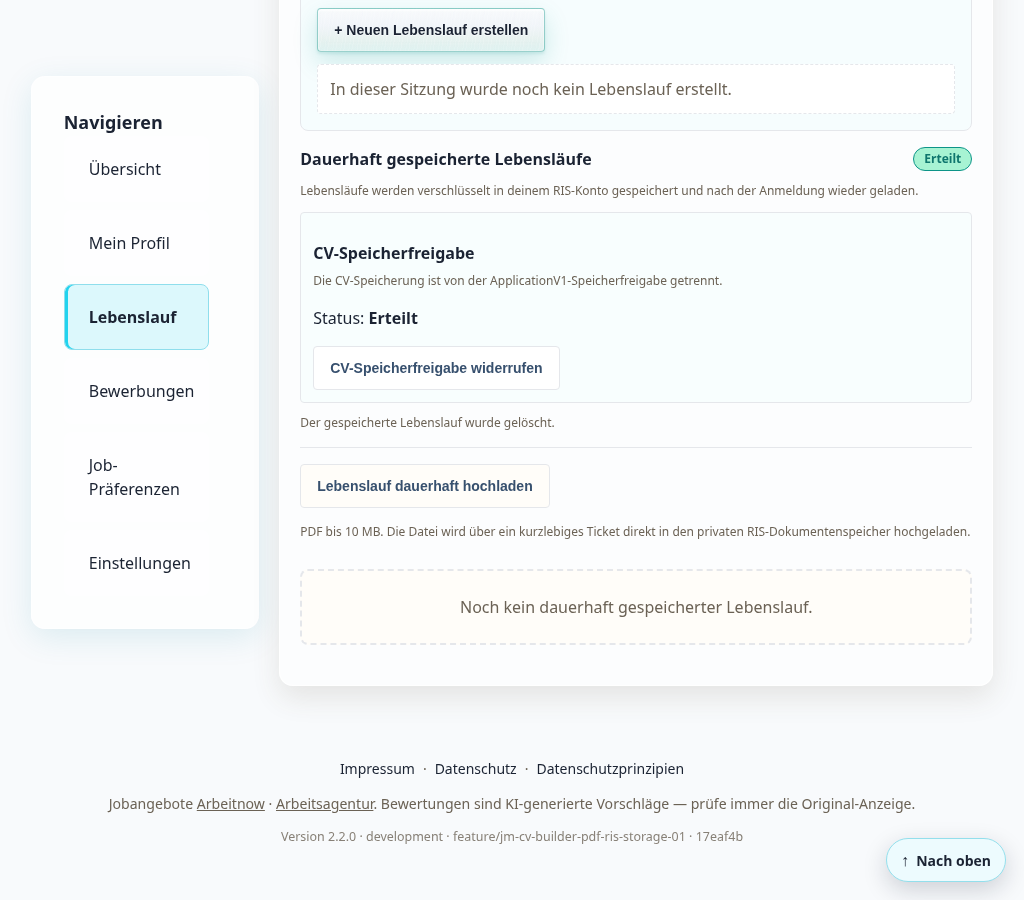 + Neuen Lebenslauf erstellen
In dieser Sitzung wurde noch kein Lebenslauf erstellt.
Navigieren
Übersicht
Mein Profil
Lebenslauf
Bewerbungen
Job-
Präferenzen
Einstellungen
Dauerhaft gespeicherte Lebensläufe
Erteilt
Lebensläufe werden verschlüsselt in deinem RIS-Konto gespeichert und nach der Anmeldung wieder geladen.
CV-Speicherfreigabe
Die CV-Speicherung ist von der ApplicationV1-Speicherfreigabe getrennt.
Status: Erteilt
CV-Speicherfreigabe widerrufen
Der gespeicherte Lebenslauf wurde gelöscht.
Lebenslauf dauerhaft hochladen
PDF bis 10 MB. Die Datei wird über ein kurzlebiges Ticket direkt in den privaten RIS-Dokumentenspeicher hochgeladen.
Noch kein dauerhaft gespeicherter Lebenslauf.
Impressum · Datenschutz · Datenschutzprinzipien
Jobangebote Arbeitnow · Arbeitsagentur. Bewertungen sind KI-generierte Vorschläge — prüfe immer die Original-Anzeige.
Version 2.2.0 · development · feature/jm-cv-builder-pdf-ris-storage-01 · 17eaf4b
↑ Nach oben